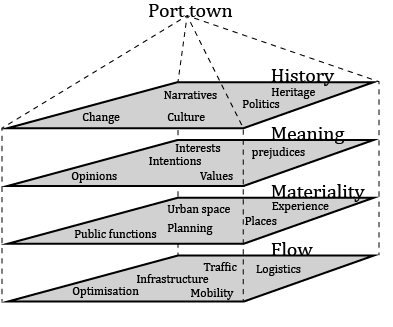 Port town
History
Narratives
Heritage
Politics
Change
Culture
Meaning
Interests
prejudices
Intentions
Opinions
Values
Materiality
Urban space
Experience
Places
Public functions
Planning
Flow
Traffic
Logistics
Infrastructure
Optimisation
Mobility